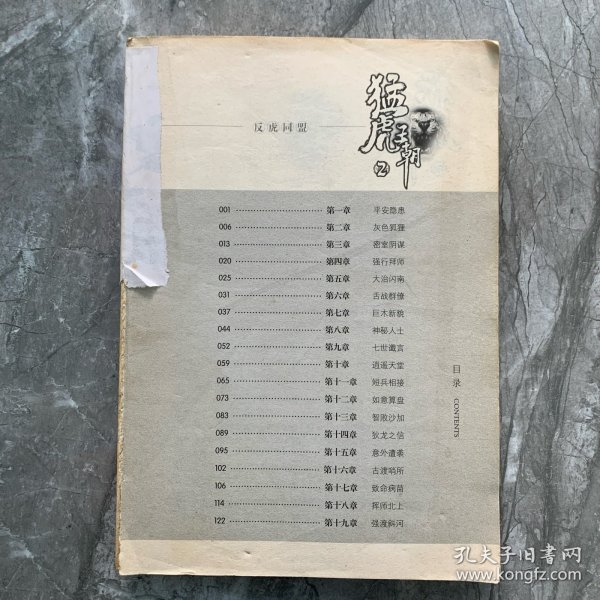 猛虎王朝 2
反虎同盟
目录 CONTENTS
001 第一章 平安隐患
006 第二章 灰色狐狸
013 第三章 密室阴谋
020 第四章 强行拜师
025 第五章 大治闪南
031 第六章 舌战群僚
037 第七章 巨木新貌
044 第八章 神秘人士
052 第九章 七世谶言
059 第十章 逍遥天堂
065 第十一章 短兵相接
073 第十二章 如意算盘
083 第十三章 智败沙加
089 第十四章 狄龙之信
095 第十五章 意外遭袭
102 第十六章 古渡哨所
106 第十七章 致命病苗
114 第十八章 挥师北上
122 第十九章 强渡斜河
孔夫子旧书网
www.kongfz.com